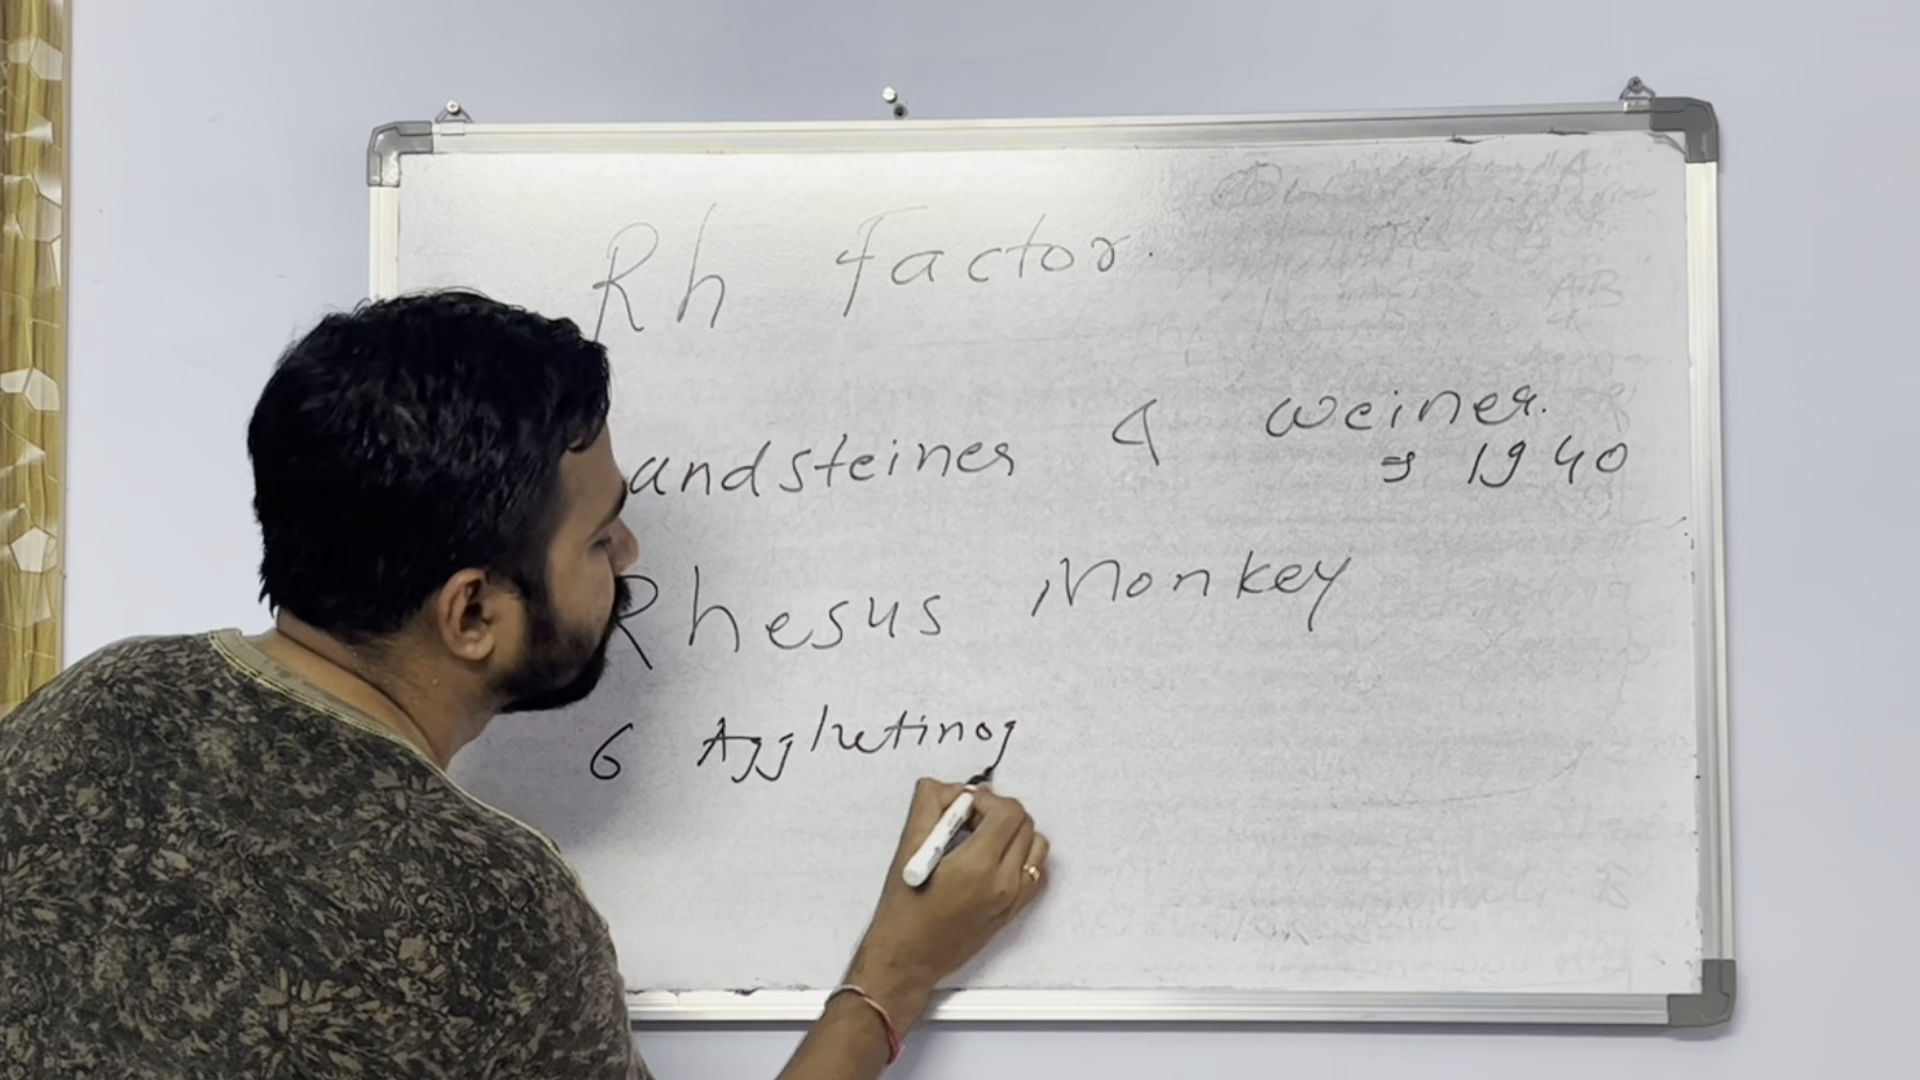 Rh Factor.
andsteiner & Weiner.
⇒ 1940
Rhesus Monkey
6 Agglutinog